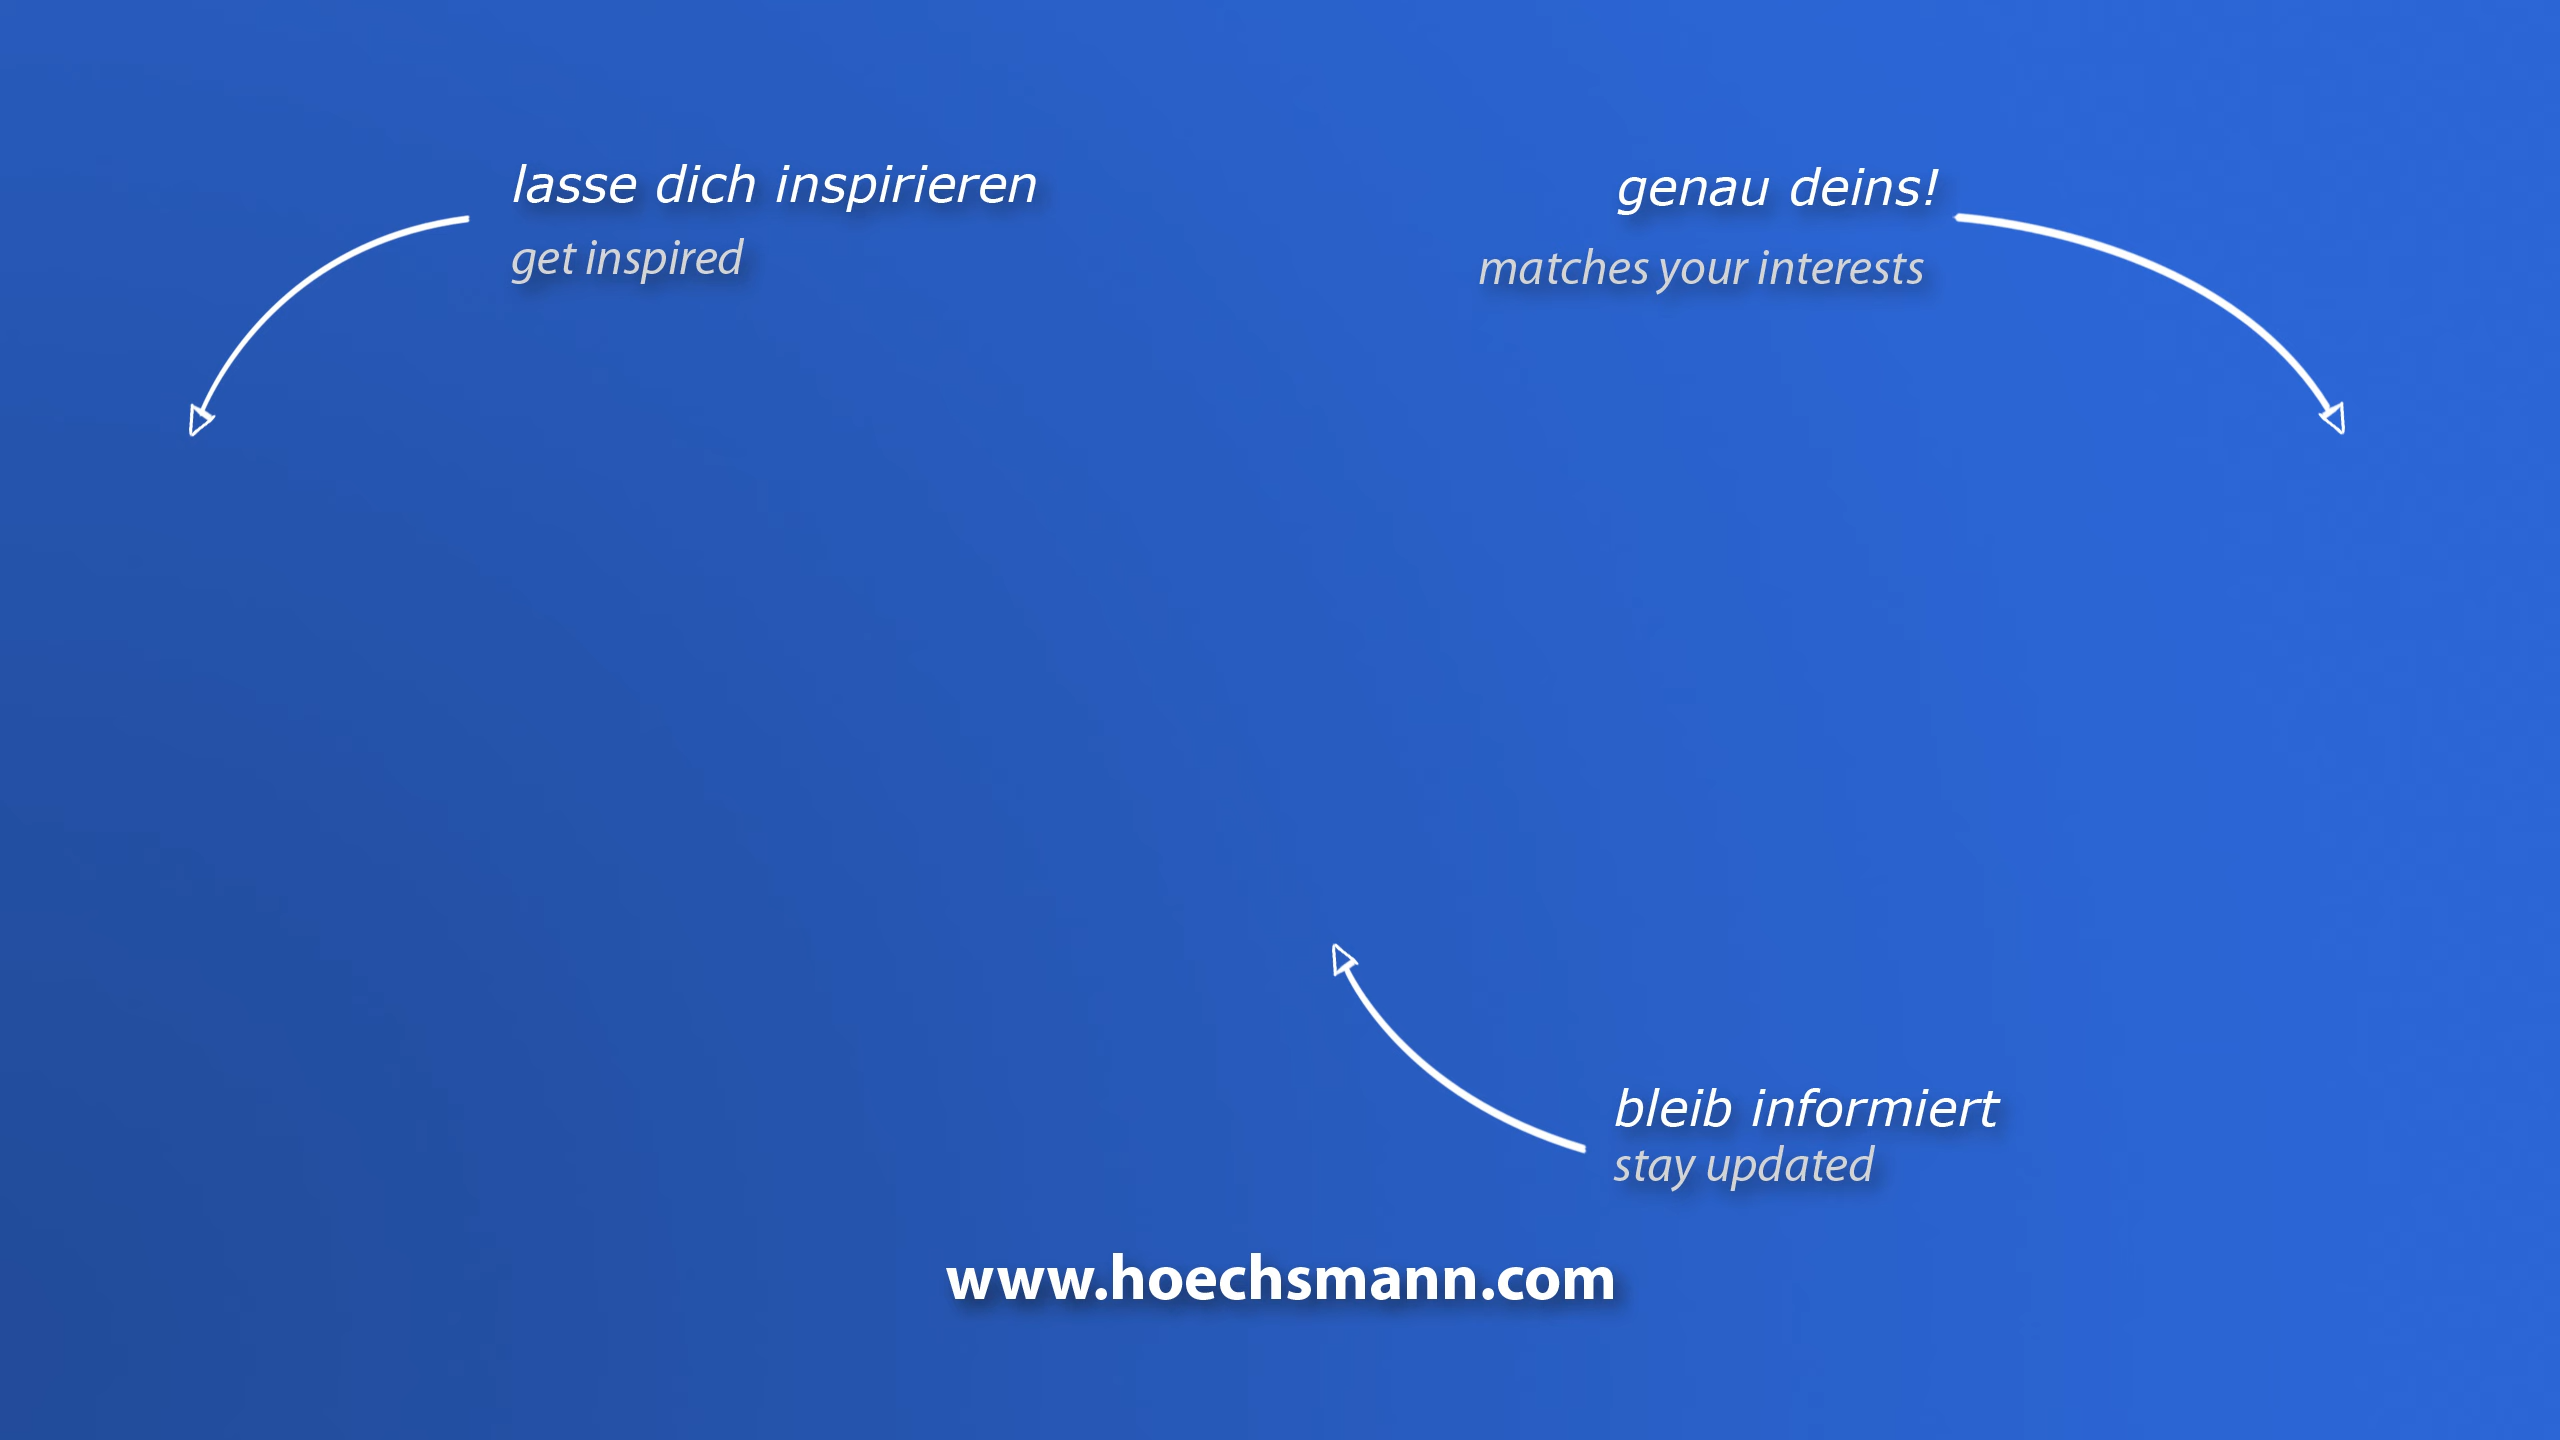 lasse dich inspirieren
get inspired
genau deins!
matches your interests
bleib informiert
stay updated
www.hoechsmann.com